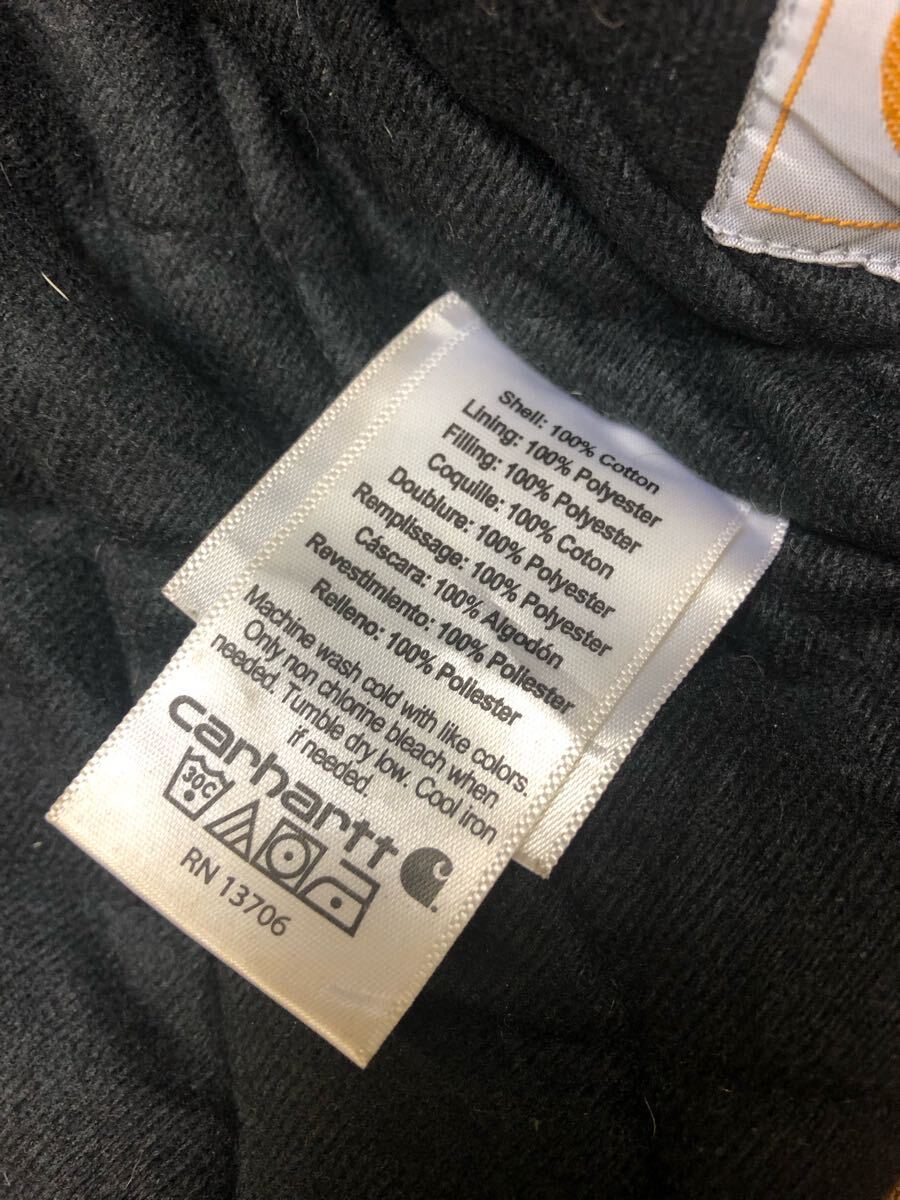 Shell: 100% Cotton
Lining: 100% Polyester
Filling: 100% Polyester
Coquille: 100% Coton
Doublure: 100% Polyester
Remplissage: 100% Polyester
Cáscara: 100% Algodón
Revestimiento: 100% Poliester
Relleno: 100% Poliester
Machine wash cold with like colors.
Only non chlorine bleach when
needed. Tumble dry low. Cool iron
if needed.
carhartt
30C
RN 13706